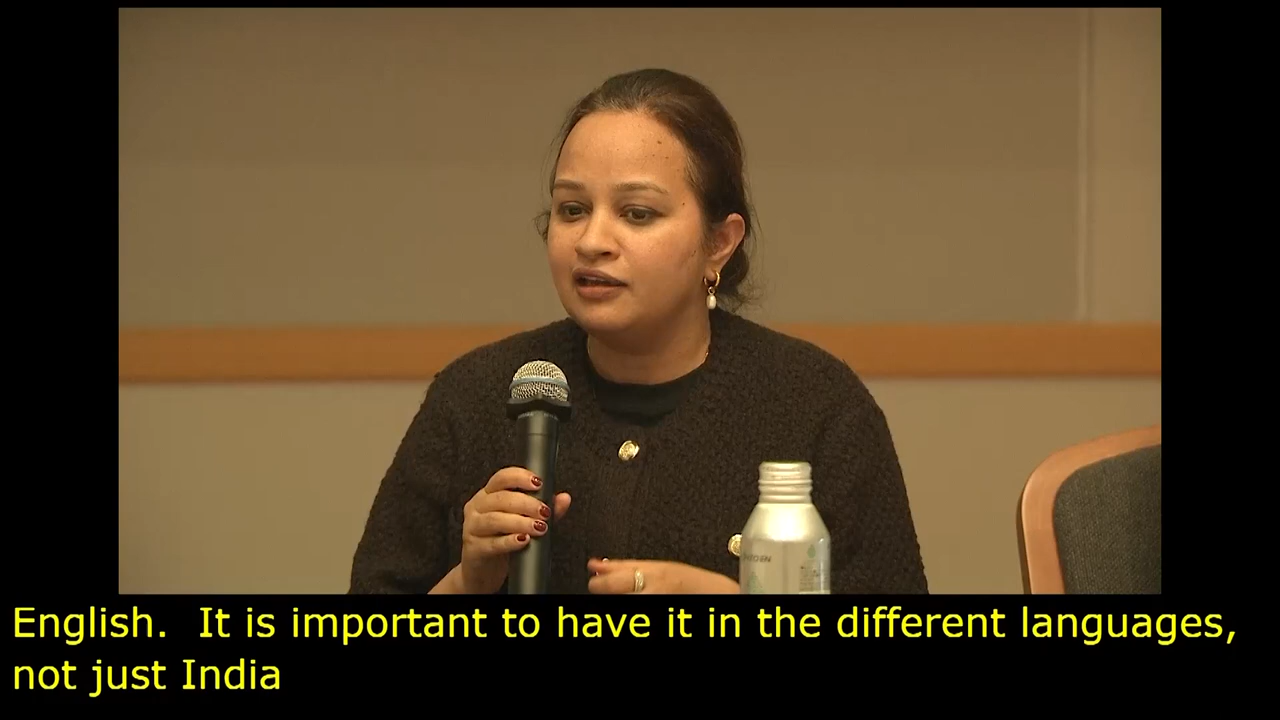 English.  It is important to have it in the different languages,
not just India